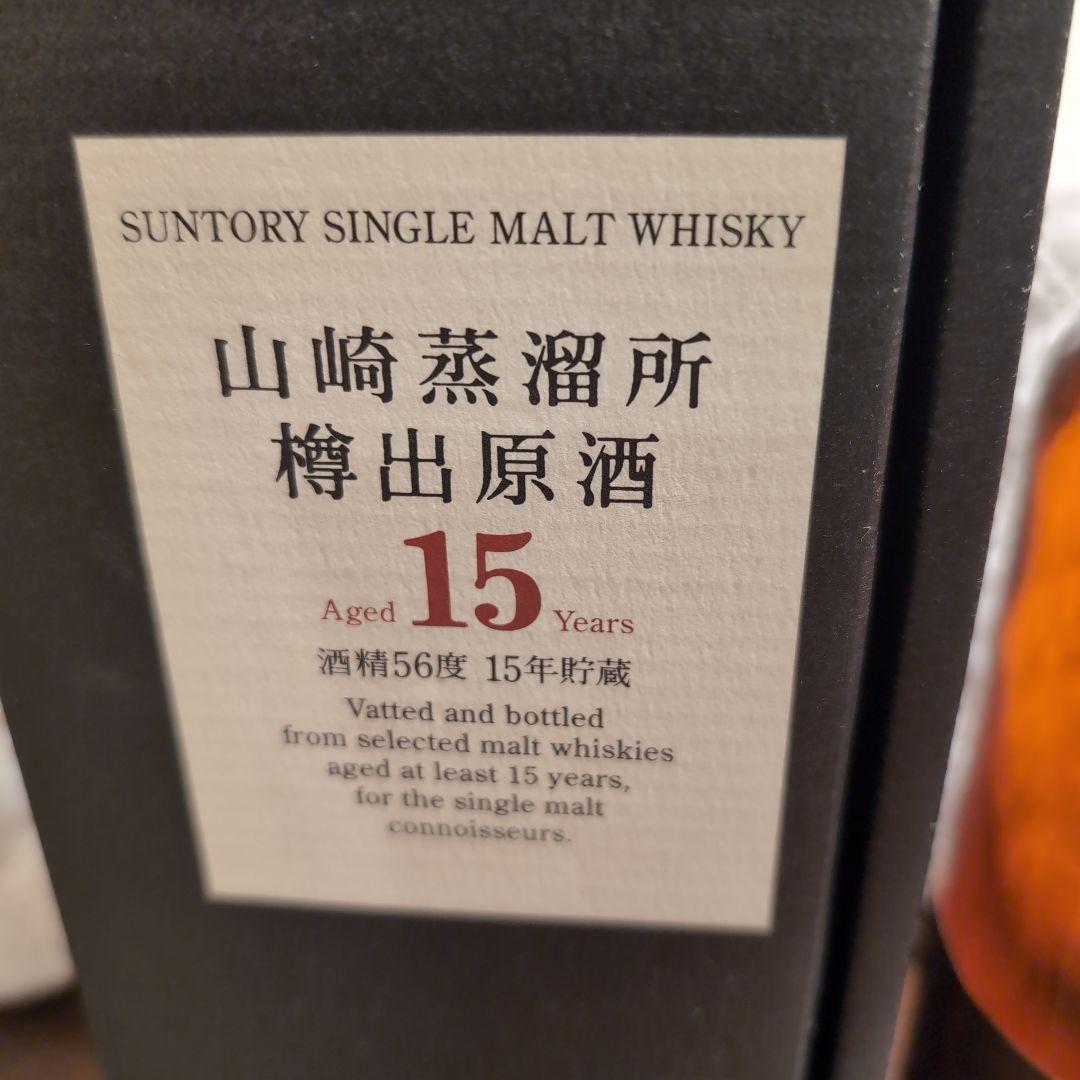 SUNTORY SINGLE MALT WHISKY
山崎蒸溜所
樽出原酒
Aged 15 Years
酒精56度 15年貯蔵
Vatted and bottled
from selected malt whiskies
aged at least 15 years,
for the single malt
connoisseurs.